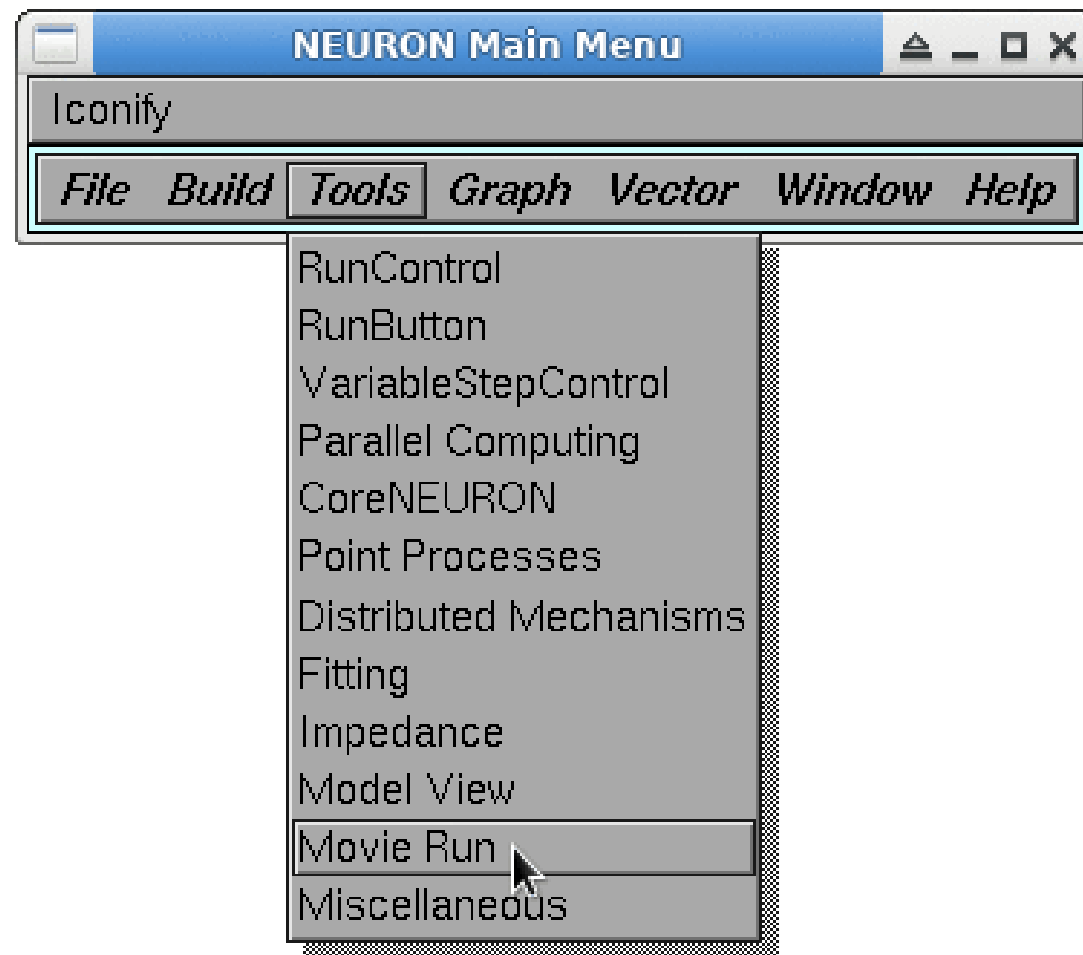 NEURON Main Menu
Iconify
File Build Tools Graph Vector Window Help
RunControl
RunButton
VariableStepControl
Parallel Computing
CoreNEURON
Point Processes
Distributed Mechanisms
Fitting
Impedance
Model View
Movie Run
Miscellaneous